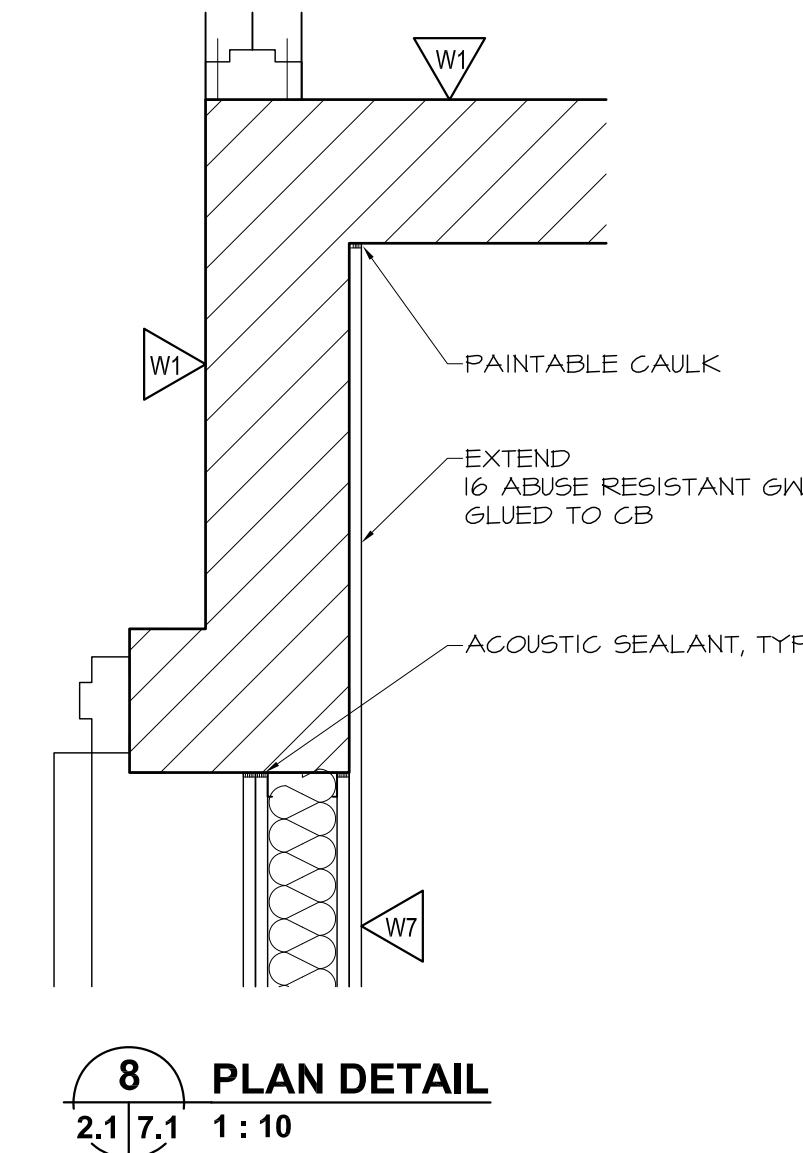 W1
W1
PAINTABLE CAULK
EXTEND
16 ABUSE RESISTANT GW
GLUED TO CB
ACOUSTIC SEALANT, TYP
W7
8 PLAN DETAIL
2.1 7.1 1 : 10